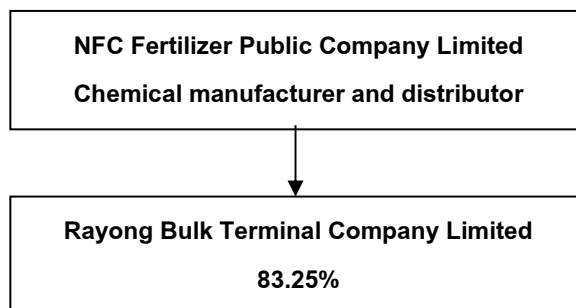 NFC Fertilizer Public Company Limited
Chemical manufacturer and distributor
Rayong Bulk Terminal Company Limited
83.25%